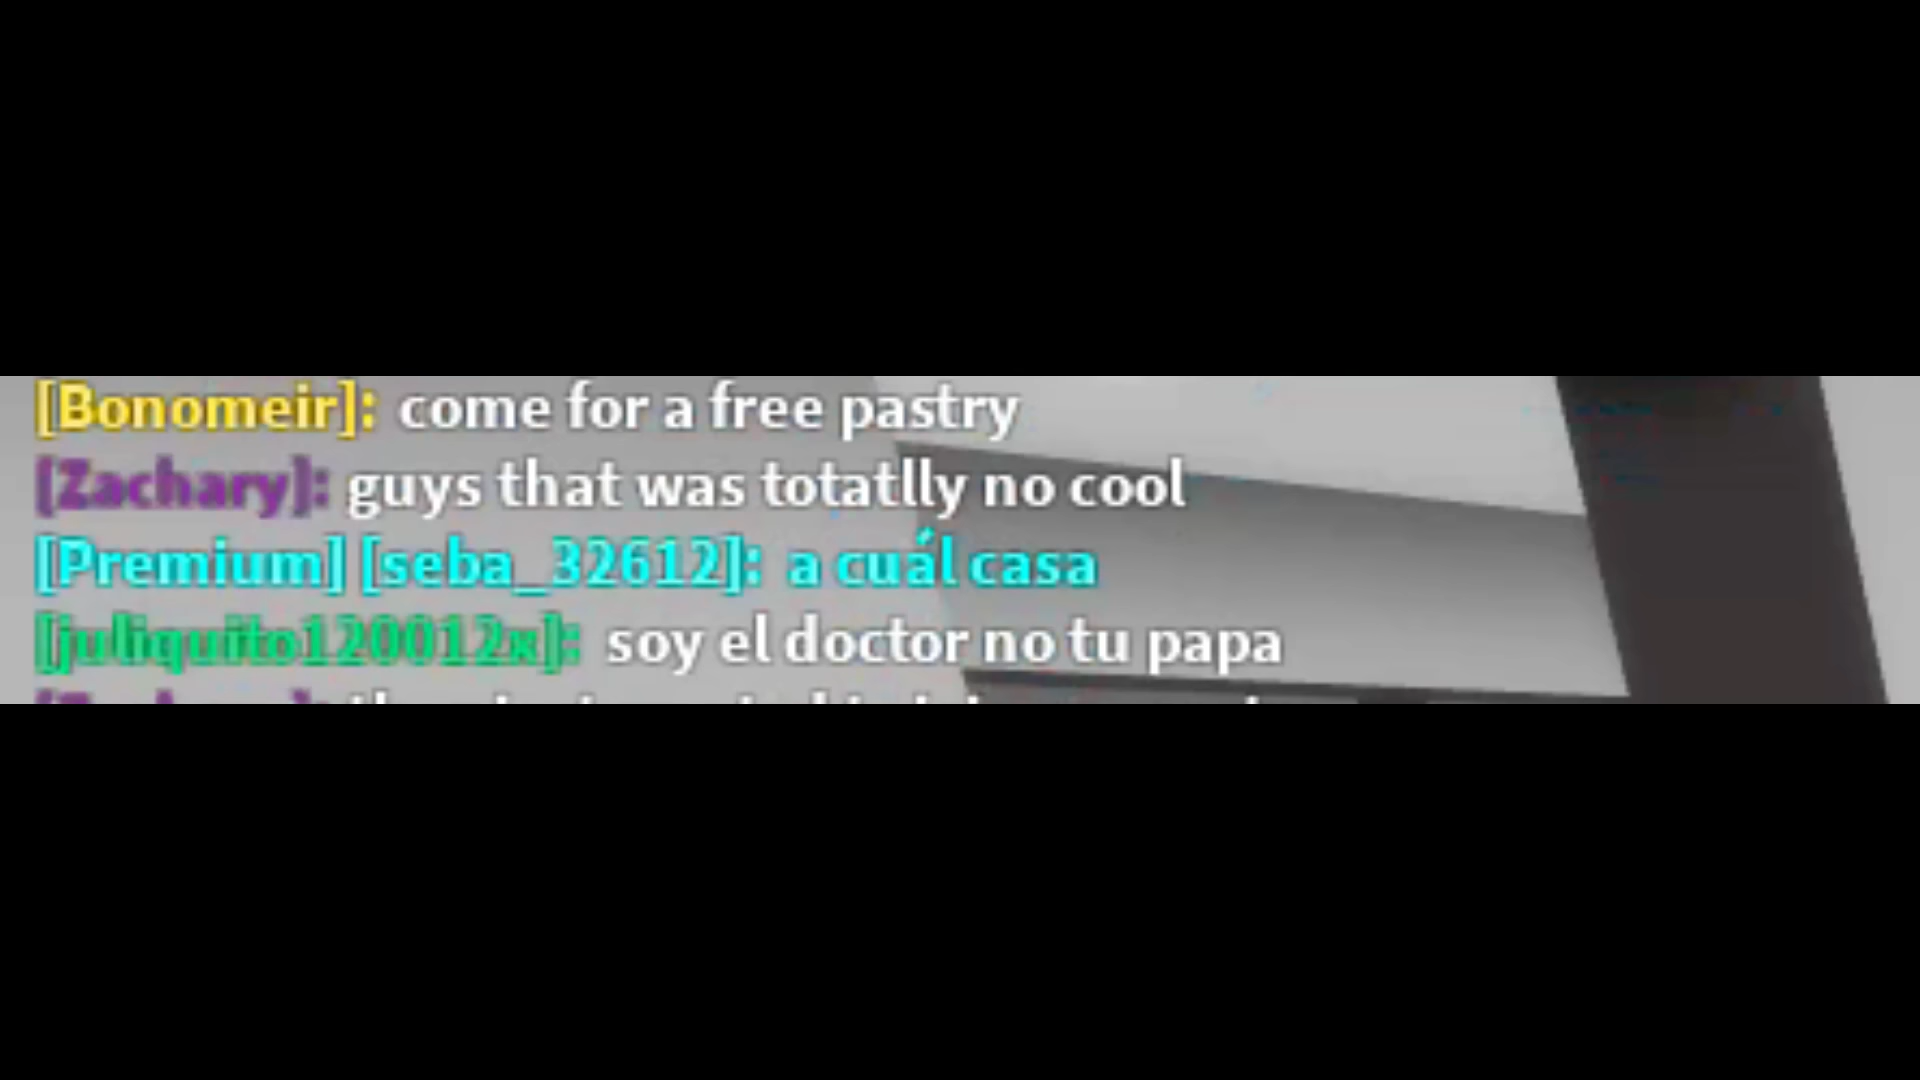 [Bonomeir]: come for a free pastry
[Zachary]: guys that was totatlly no cool
[Premium] [seba_32612]: a cuál casa
[juliquito120012x]: soy el doctor no tu papa